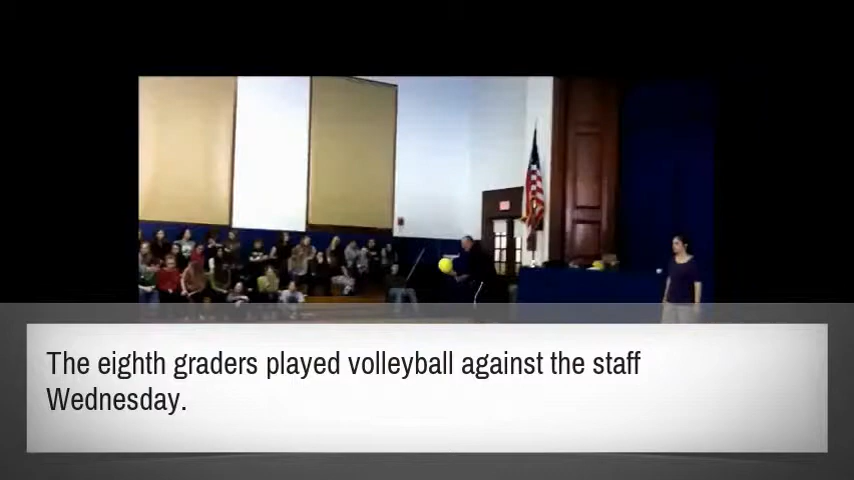 The eighth graders played volleyball against the staff
Wednesday.